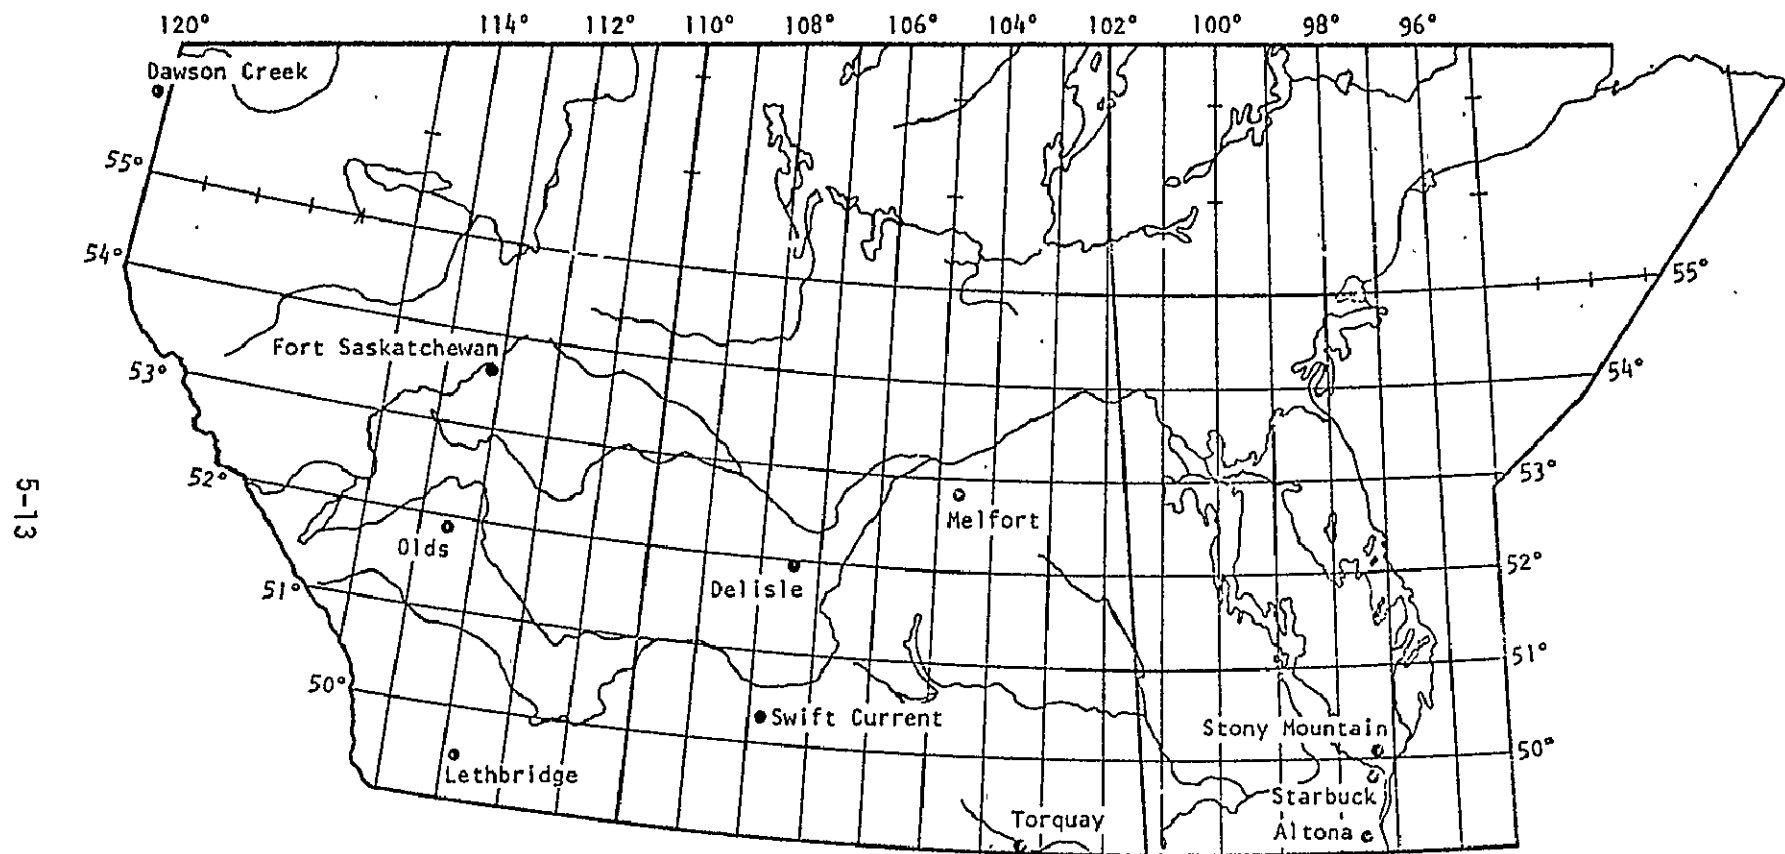 120° 114° 112° 110° 108° 106° 104° 102° 100° 98° 96°
Dawson Creek
55°
54°
55°
Fort Saskatchewan
53°
54°
52°
53°
Melfort
Olds
51°
Delisle
52°
50°
51°
Swift Current
Stony Mountain
50°
Lethbridge
Starbuck
Torquay
Altona
5-13